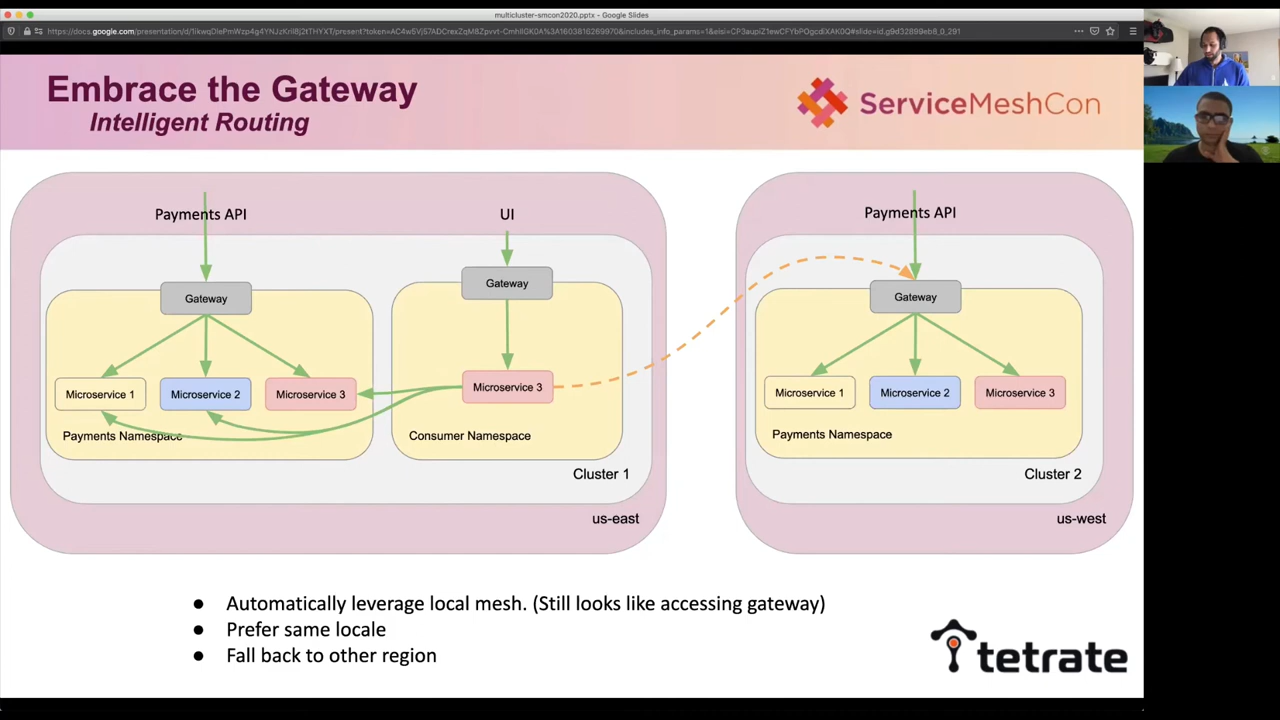 multicluster-smcon2020.pptx - Google Slides
Embrace the Gateway
Intelligent Routing
ServiceMeshCon
Payments API
UI
Payments API
Gateway
Gateway
Gateway
Microservice 1
Microservice 2
Microservice 3
Microservice 3
Microservice 1
Microservice 2
Microservice 3
Payments Namespace
Consumer Namespace
Payments Namespace
Cluster 1
Cluster 2
us-east
us-west
● Automatically leverage local mesh. (Still looks like accessing gateway)
● Prefer same locale
● Fall back to other region
tetrate